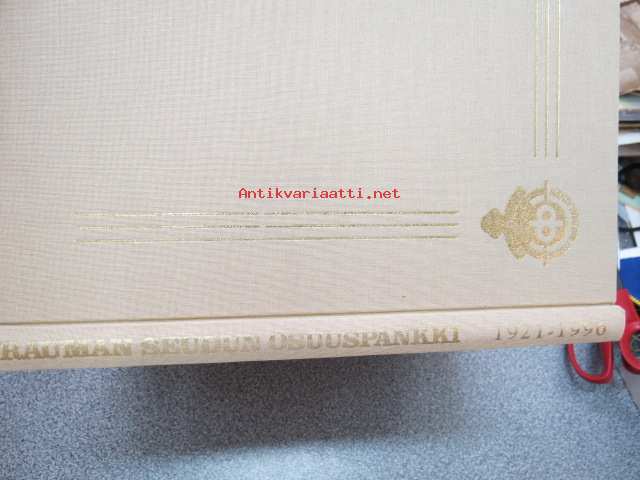 Antikvariaatti.net
RAUMAN SEUDUN OSUUSPANKKI 1921-1996